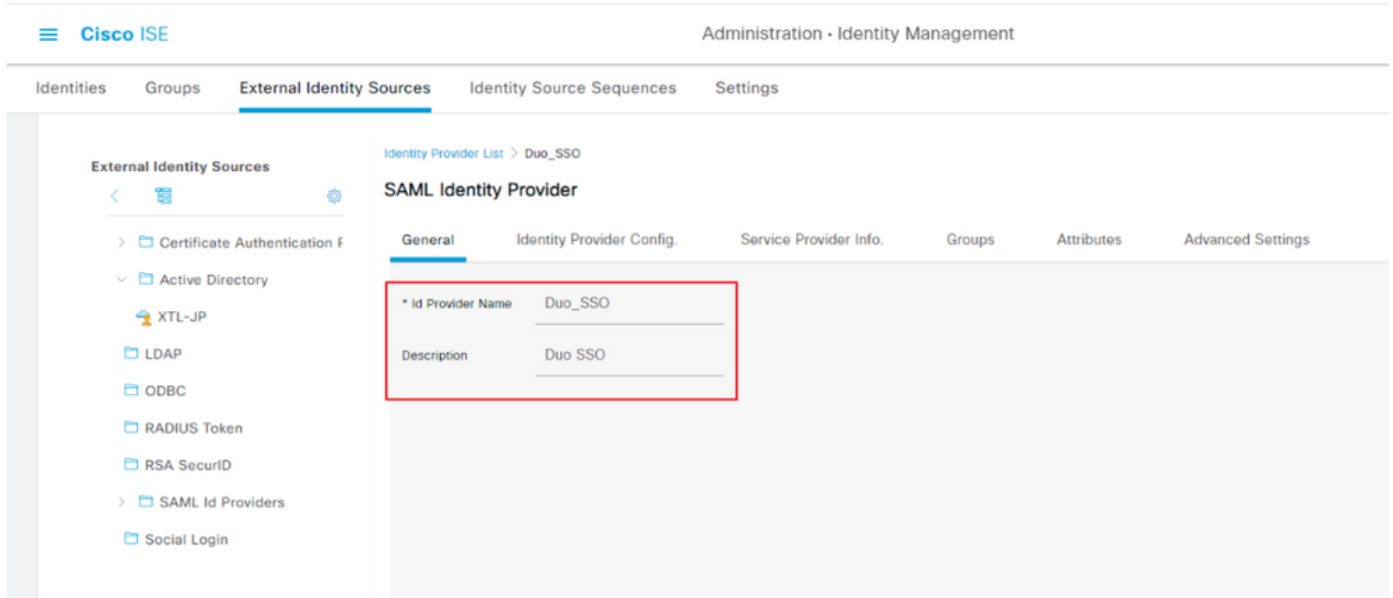 Cisco ISE
Administration · Identity Management
Identities Groups External Identity Sources Identity Source Sequences Settings
External Identity Sources
Certificate Authentication F
Active Directory
XTL-JP
LDAP
ODBC
RADIUS Token
RSA SecurID
SAML Id Providers
Social Login
Identity Provider List > Duo_SSO
SAML Identity Provider
General Identity Provider Config. Service Provider Info. Groups Attributes Advanced Settings
* Id Provider Name Duo_SSO
Description Duo SSO